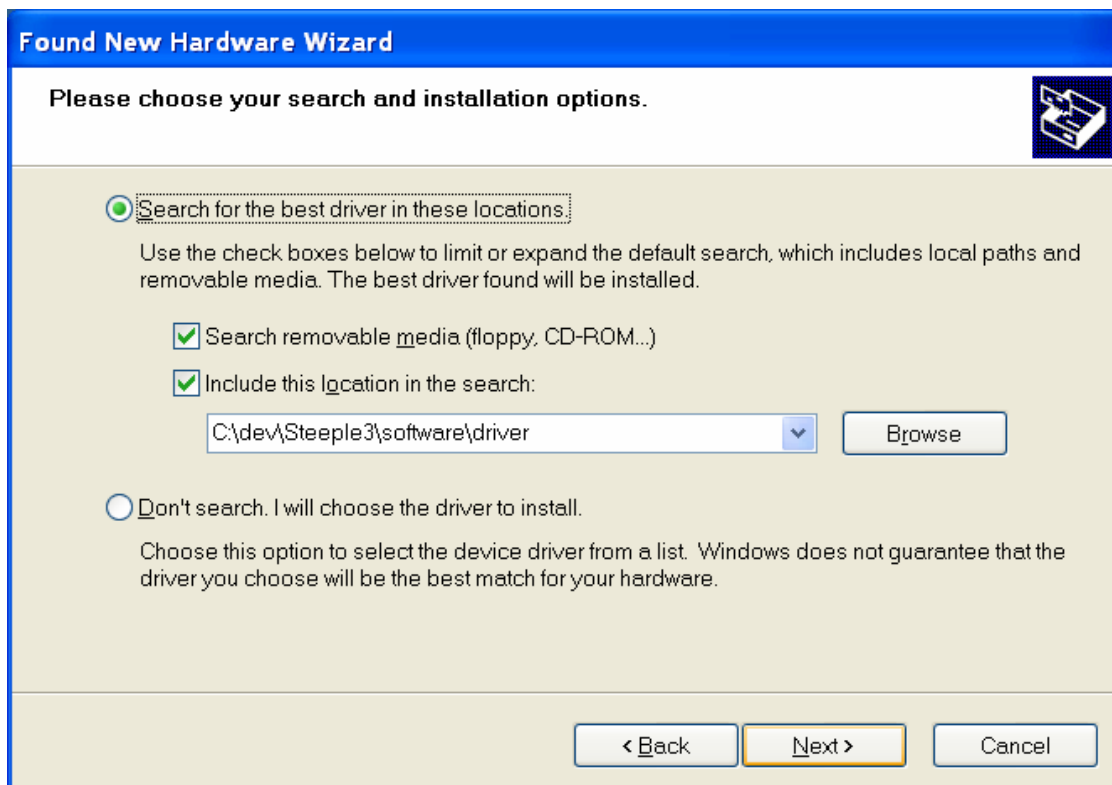 Found New Hardware Wizard
Please choose your search and installation options.
Search for the best driver in these locations.
Use the check boxes below to limit or expand the default search, which includes local paths and
removable media. The best driver found will be installed.
Search removable media (floppy, CD-ROM...)
Include this location in the search:
C:\dev\Steeple3\software\driver
Browse
Don't search. I will choose the driver to install.
Choose this option to select the device driver from a list. Windows does not guarantee that the
driver you choose will be the best match for your hardware.
< Back
Next >
Cancel